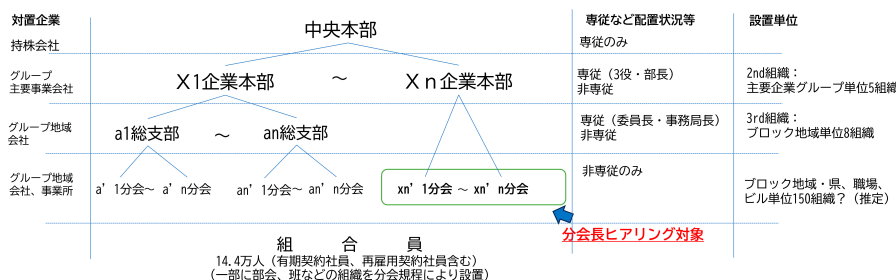 対置企業
専従など配置状況等
設置単位
中央本部
持株会社
専従のみ
グループ
主要事業会社
X1企業本部
～
Xn企業本部
専従（3役・部長）
非専従
2nd組織：
主要企業グループ単位5組織
グループ地域
会社
a1総支部
～
an総支部
専従（委員長・事務局長）
非専従
3rd組織：
ブロック地域単位8組織
グループ地域
会社、事業所
a’1分会～ a’n分会
an’1分会～ an’n分会
xn’1分会 ～ xn’n分会
非専従のみ
ブロック地域・県、職場、
ビル単位150組織？（推定）
分会長ヒアリング対象
組　合　員
14.4万人（有期契約社員、再雇用契約社員含む）
（一部に部会、班などの組織を分会規程により設置）